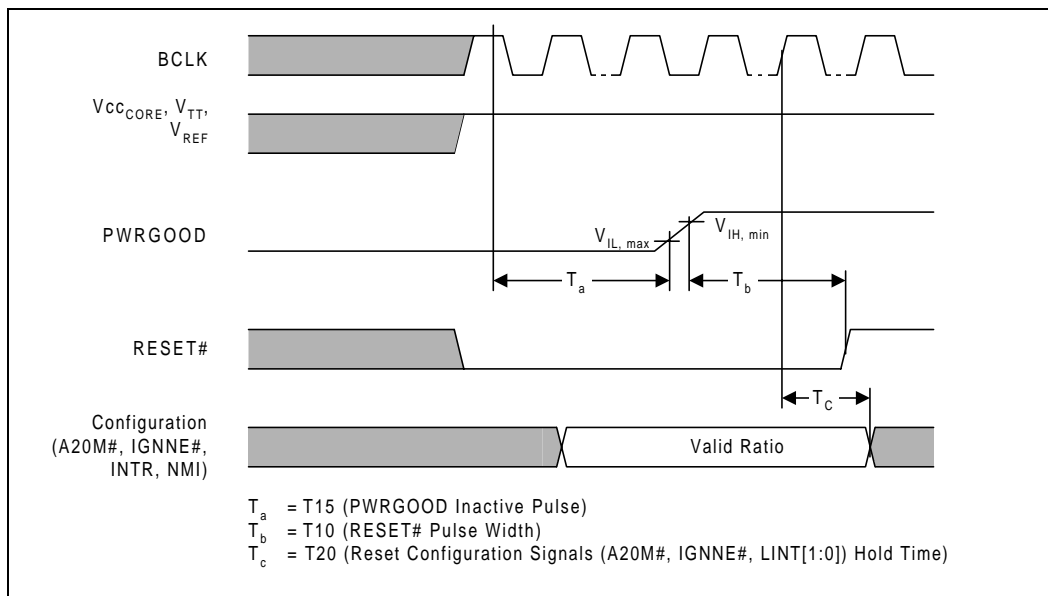 BCLK
VccCORE, VTT,
VREF
PWRGOOD
VIL, max
VIH, min
Ta
Tb
RESET#
TC
Configuration
(A20M#, IGNNE#,
INTR, NMI)
Valid Ratio
Ta = T15 (PWRGOOD Inactive Pulse)
Tb = T10 (RESET# Pulse Width)
Tc = T20 (Reset Configuration Signals (A20M#, IGNNE#, LINT[1:0]) Hold Time)